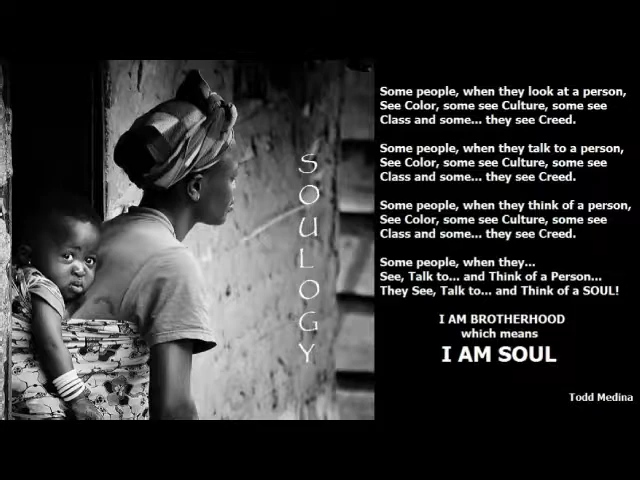 SOULOGY
Some people, when they look at a person,
See Color, some see Culture, some see
Class and some... they see Creed.
Some people, when they talk to a person,
See Color, some see Culture, some see
Class and some... they see Creed.
Some people, when they think of a person,
See Color, some see Culture, some see
Class and some... they see Creed.
Some people, when they...
See, Talk to... and Think of a Person...
They See, Talk to... and Think of a SOUL!
I AM BROTHERHOOD
which means
I AM SOUL
Todd Medina